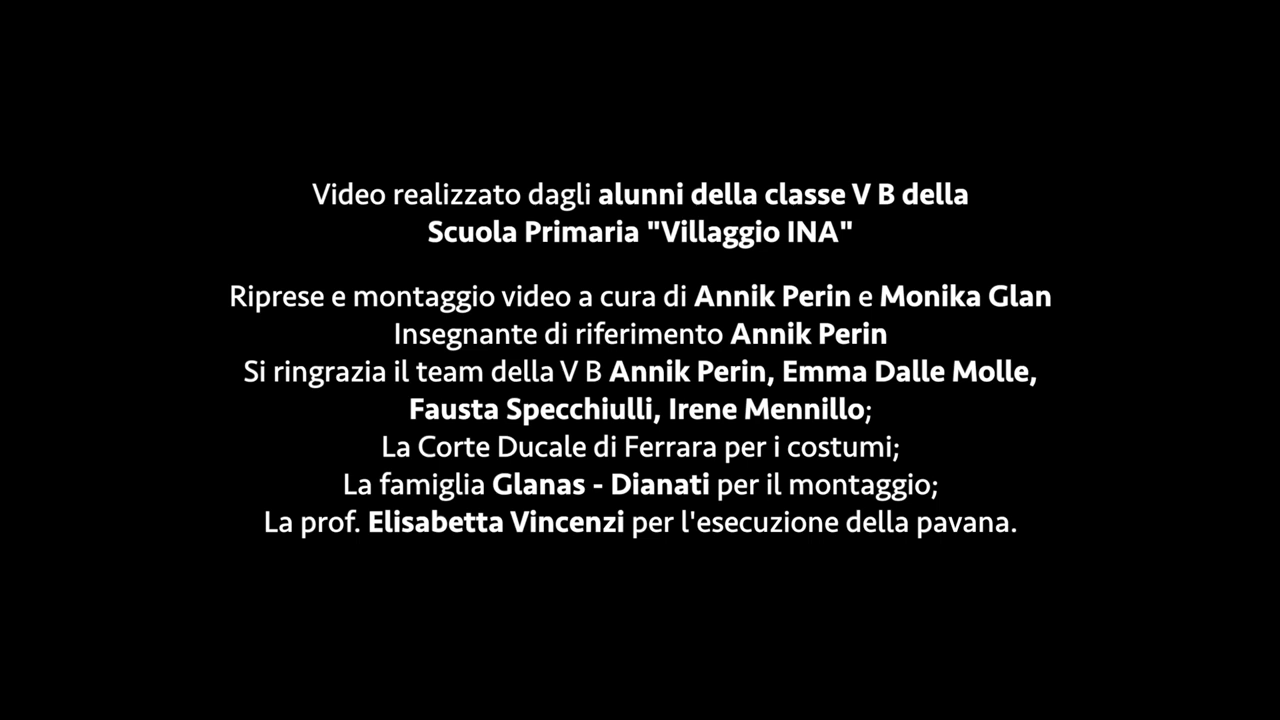 Video realizzato dagli alunni della classe V B della
Scuola Primaria "Villaggio INA"
Riprese e montaggio video a cura di Annik Perin e Monika Glan
Insegnante di riferimento Annik Perin
Si ringrazia il team della V B Annik Perin, Emma Dalle Molle,
Fausta Specchiulli, Irene Mennillo;
La Corte Ducale di Ferrara per i costumi;
La famiglia Glanas - Dianati per il montaggio;
La prof. Elisabetta Vincenzi per l'esecuzione della pavana.